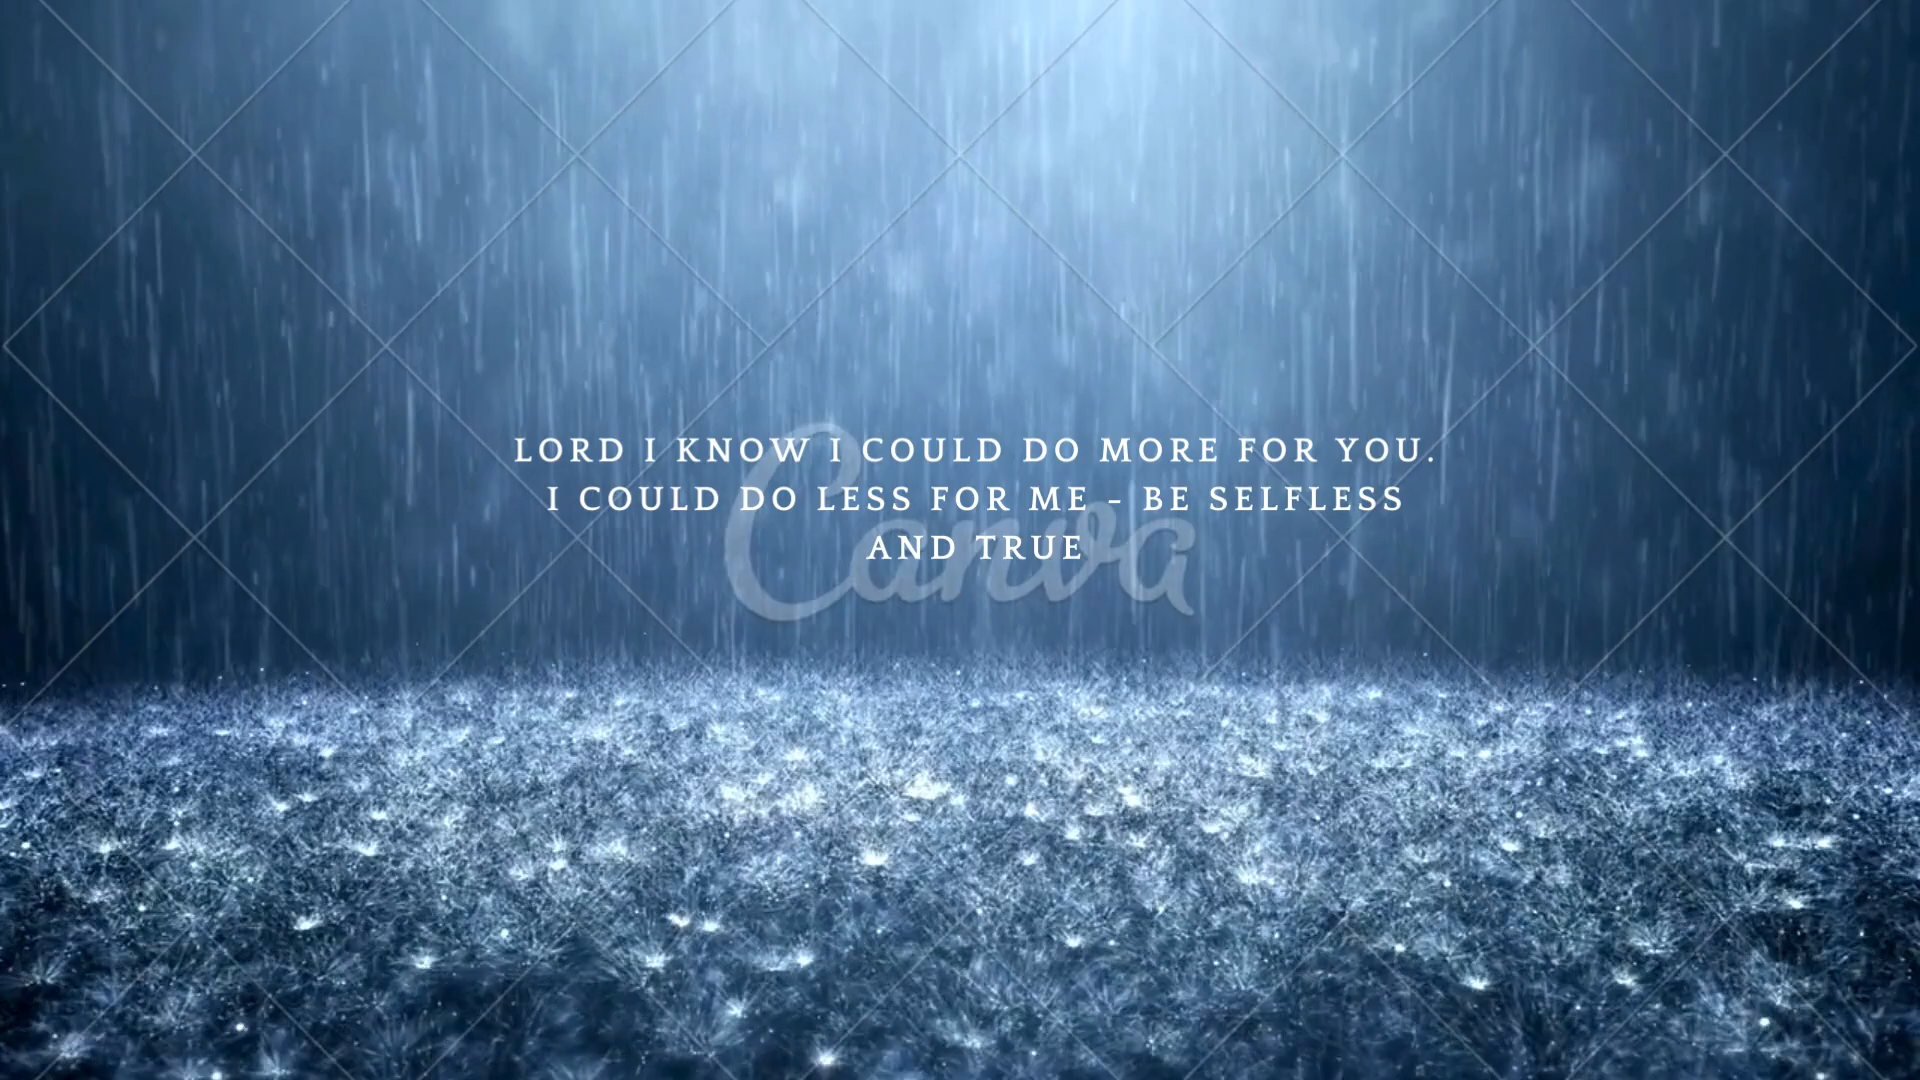 LORD I KNOW I COULD DO MORE FOR YOU.
I COULD DO LESS FOR ME - BE SELFLESS
AND TRUE
Canva